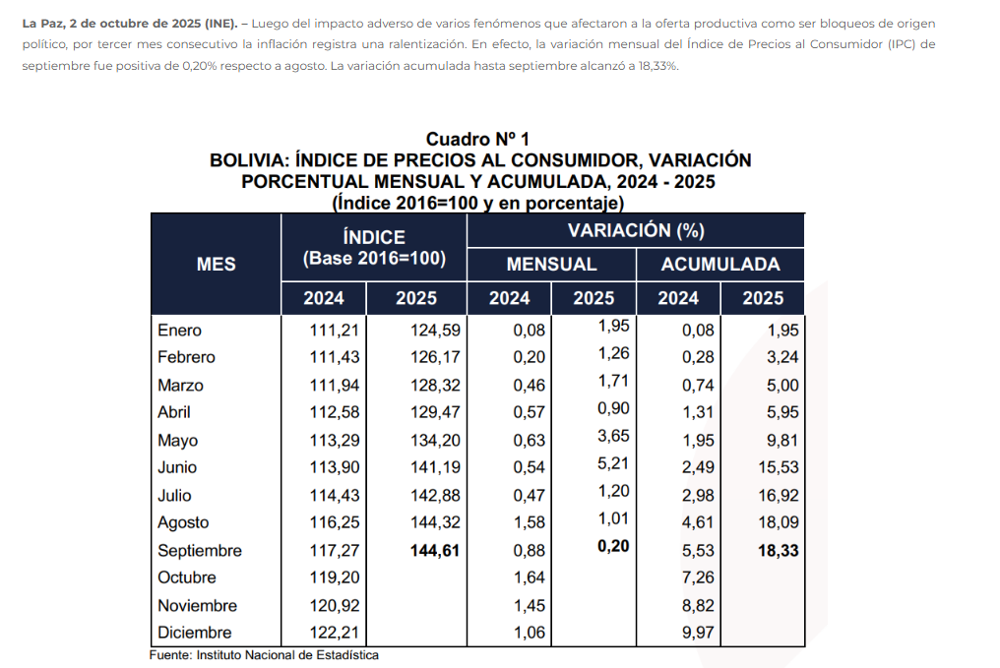 La Paz, 2 de octubre de 2025 (INE). – Luego del impacto adverso de varios fenómenos que afectaron a la oferta productiva como ser bloqueos de origen
político, por tercer mes consecutivo la inflación registra una ralentización. En efecto, la variación mensual del Índice de Precios al Consumidor (IPC) de
septiembre fue positiva de 0,20% respecto a agosto. La variación acumulada hasta septiembre alcanzó a 18,33%.
Cuadro Nº 1
BOLIVIA: ÍNDICE DE PRECIOS AL CONSUMIDOR, VARIACIÓN
PORCENTUAL MENSUAL Y ACUMULADA, 2024 - 2025
(Índice 2016=100 y en porcentaje)
MES
ÍNDICE
(Base 2016=100)
VARIACIÓN (%)
MENSUAL ACUMULADA
2024 2025 2024 2025 2024 2025
Enero 111,21 124,59 0,08 1,95 0,08 1,95
Febrero 111,43 126,17 0,20 1,26 0,28 3,24
Marzo 111,94 128,32 0,46 1,71 0,74 5,00
Abril 112,58 129,47 0,57 0,90 1,31 5,95
Mayo 113,29 134,20 0,63 3,65 1,95 9,81
Junio 113,90 141,19 0,54 5,21 2,49 15,53
Julio 114,43 142,88 0,47 1,20 2,98 16,92
Agosto 116,25 144,32 1,58 1,01 4,61 18,09
Septiembre 117,27 144,61 0,88 0,20 5,53 18,33
Octubre 119,20 1,64 7,26
Noviembre 120,92 1,45 8,82
Diciembre 122,21 1,06 9,97
Fuente: Instituto Nacional de Estadística